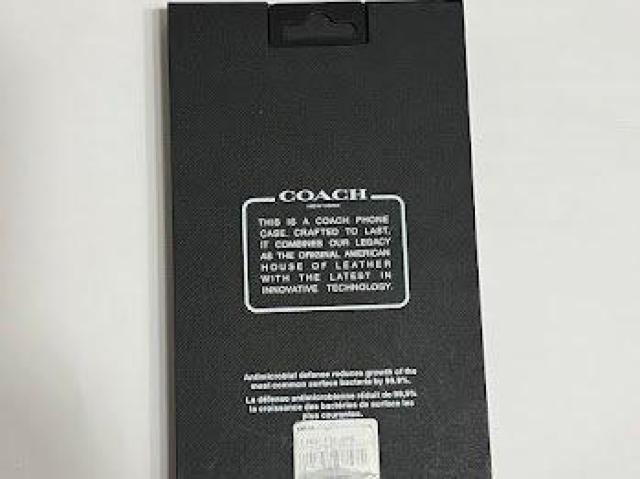 COACH
THIS IS A COACH PHONE
CASE. CRAFTED TO LAST,
IT COMBINES OUR LEGACY
AS THE ORIGINAL AMERICAN
HOUSE OF LEATHER
WITH THE LATEST IN
INNOVATIVE TECHNOLOGY.
Antimicrobial defense reduces growth of the
most common surface bacteria by 99.9%.
La défense antimicrobienne réduit de 99,9%
la croissance des bactéries de surface les
plus courantes.